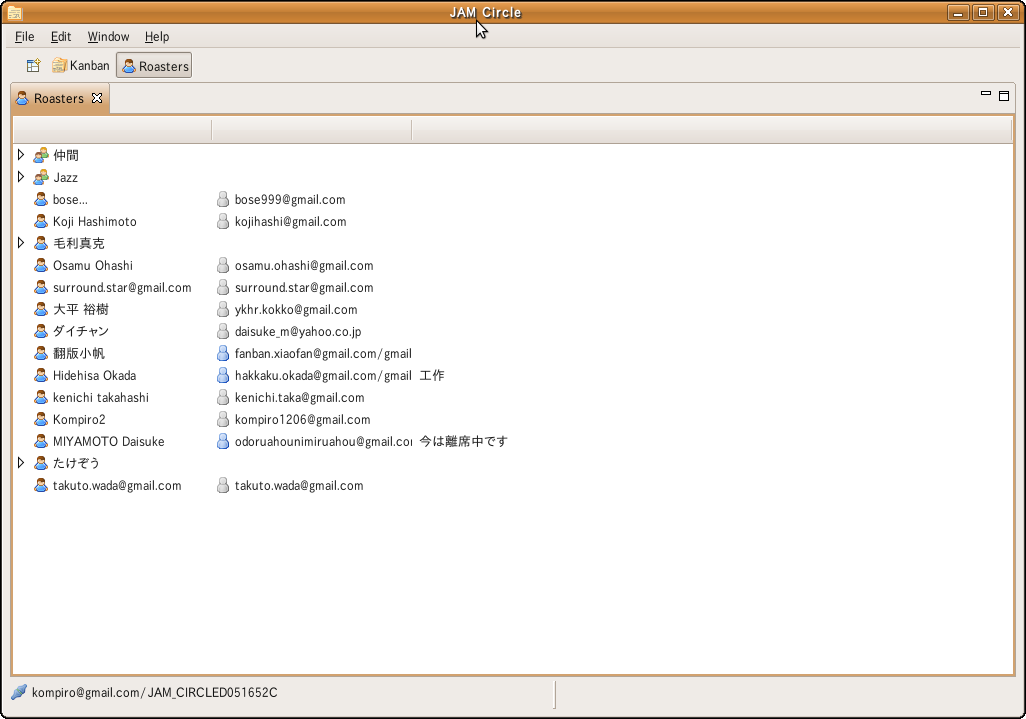 JAM Circle
File Edit Window Help
Kanban Roasters
Roasters
仲間
Jazz
bose... bose999@gmail.com
Koji Hashimoto kojihashi@gmail.com
毛利真克
Osamu Ohashi osamu.ohashi@gmail.com
surround.star@gmail.com surround.star@gmail.com
大平 裕樹 ykhr.kokko@gmail.com
ダイチャン daisuke_m@yahoo.co.jp
翻版小帆 fanban.xiaofan@gmail.com/gmail
Hidehisa Okada hakkaku.okada@gmail.com/gmail 工作
kenichi takahashi kenichi.taka@gmail.com
Kompiro2 kompiro1206@gmail.com
MIYAMOTO Daisuke odoruahounimiruahou@gmail.co 今は離席中です
たけぞう
takuto.wada@gmail.com takuto.wada@gmail.com
kompiro@gmail.com/JAM_CIRCLED051652C